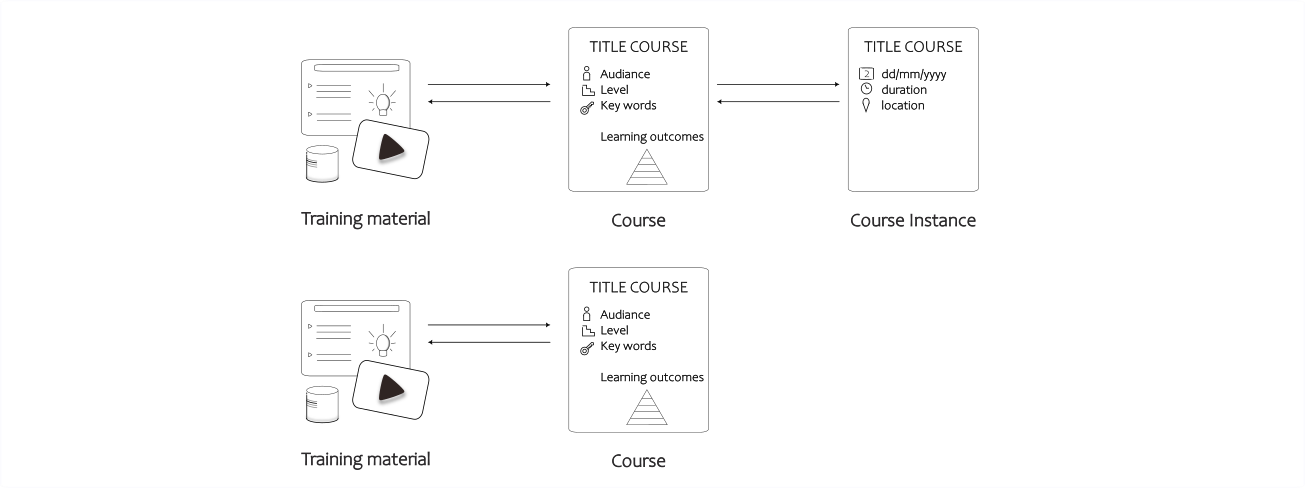 TITLE COURSE
Audiance
Level
Key words
Learning outcomes
TITLE COURSE
2 dd/mm/yyyy
duration
location
Training material
Course
Course Instance
TITLE COURSE
Audiance
Level
Key words
Learning outcomes
Training material
Course